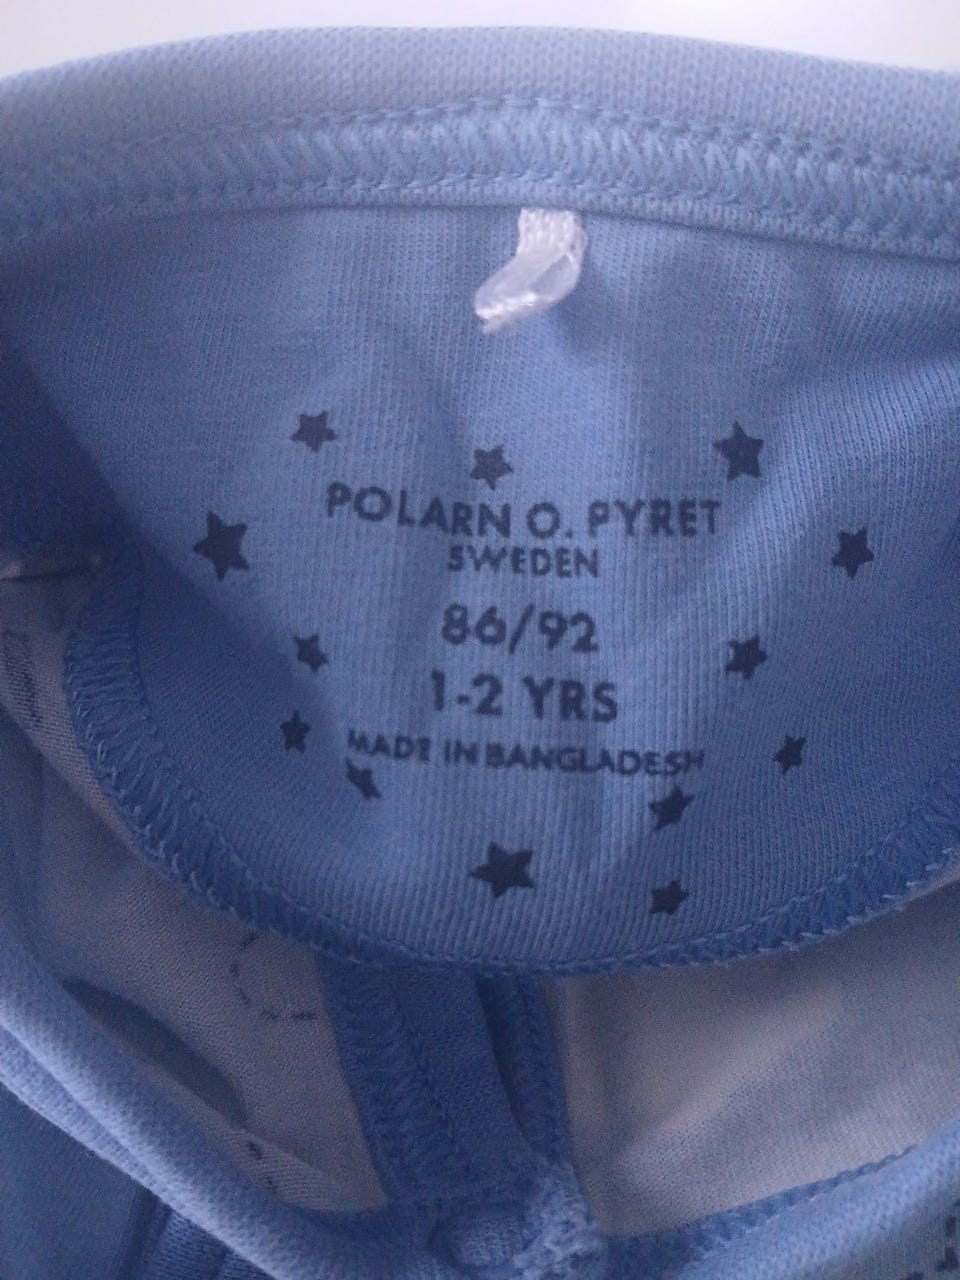 POLARN O. PYRET
SWEDEN
86/92
1-2 YRS
MADE IN BANGLADESH